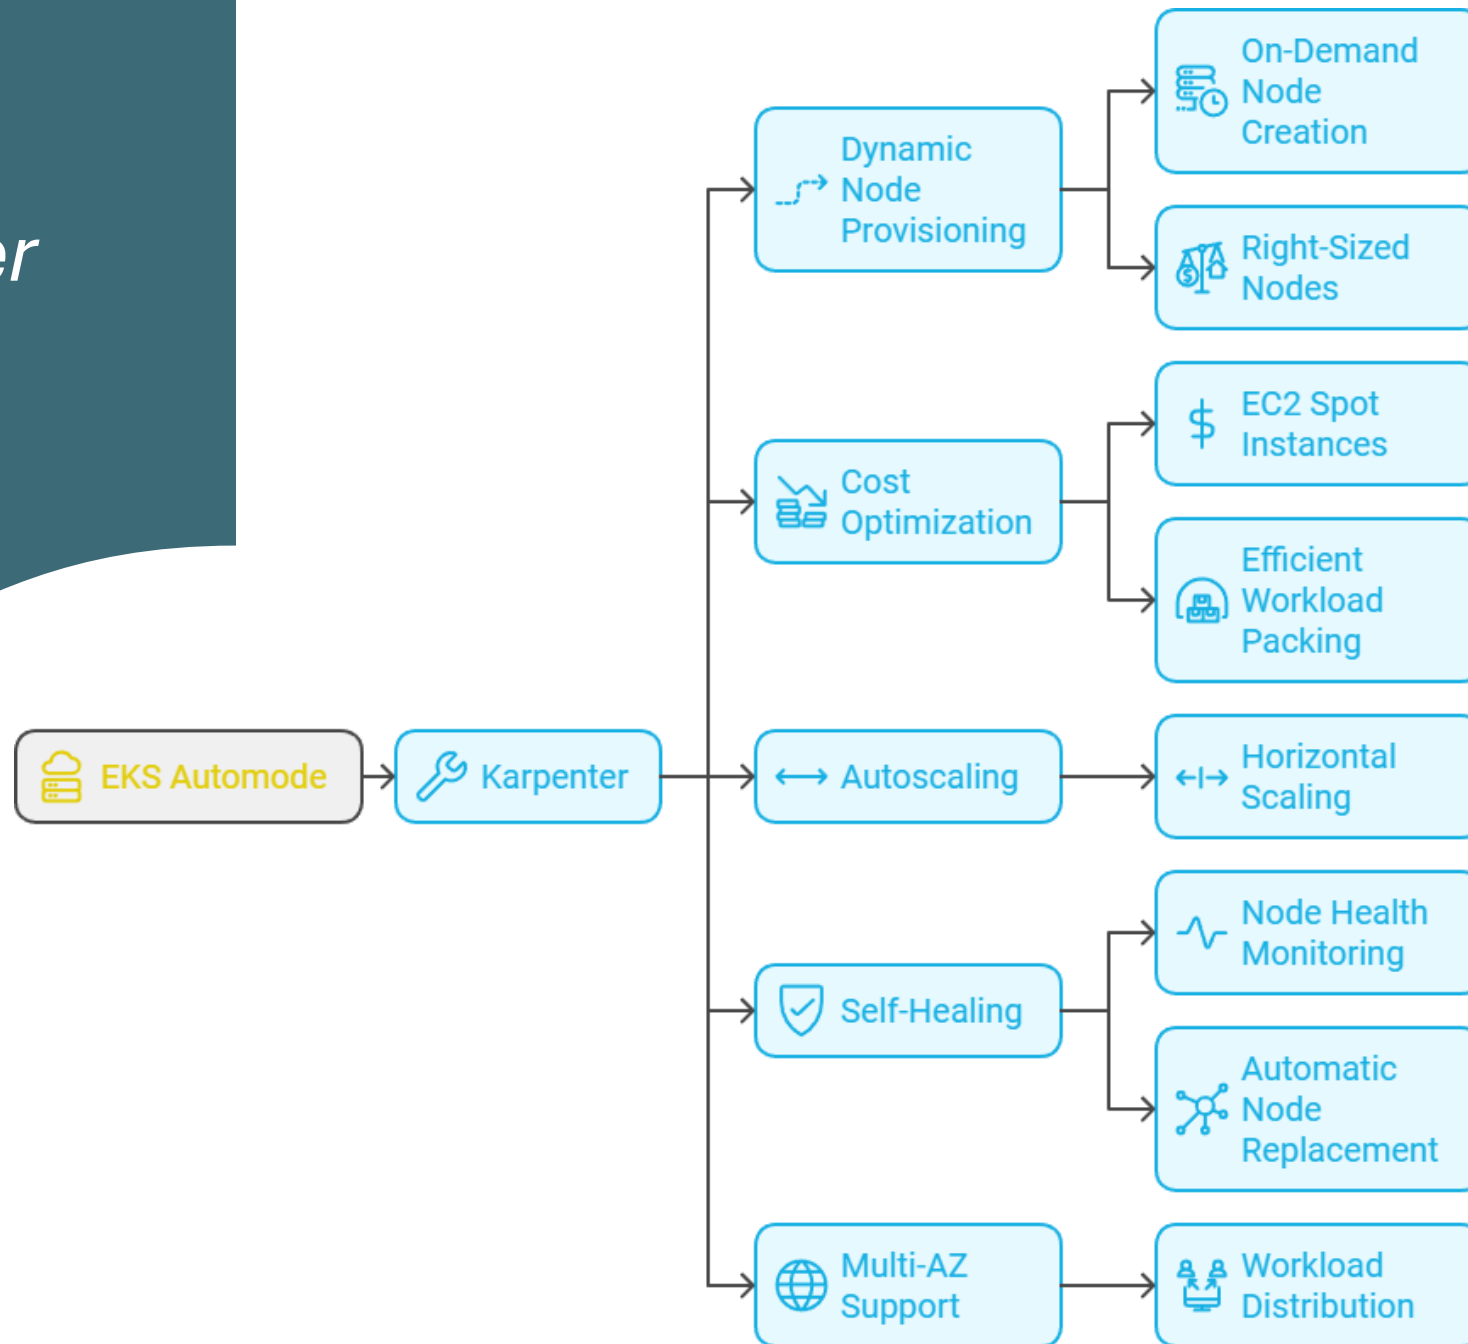 er
On-Demand
Node
Creation
Dynamic
Node
Provisioning
Right-Sized
Nodes
EC2 Spot
Instances
Cost
Optimization
Efficient
Workload
Packing
EKS Automode
Karpenter
Autoscaling
Horizontal
Scaling
Node Health
Monitoring
Self-Healing
Automatic
Node
Replacement
Multi-AZ
Support
Workload
Distribution